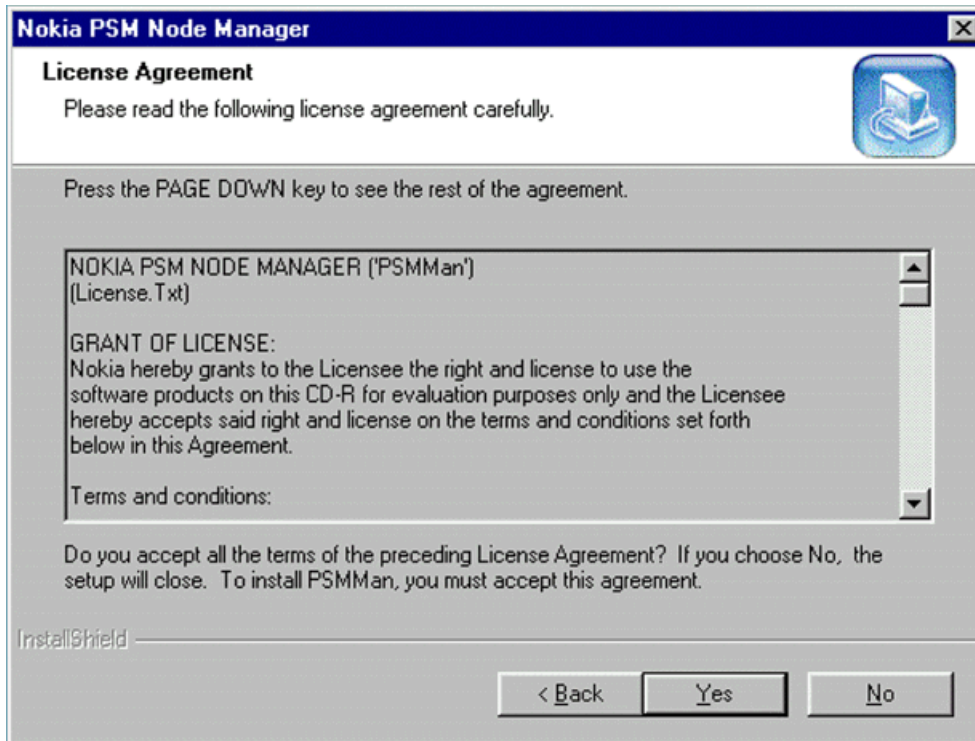 Nokia PSM Node Manager
License Agreement
Please read the following license agreement carefully.
Press the PAGE DOWN key to see the rest of the agreement.
NOKIA PSM NODE MANAGER ('PSMMan')
(License.Txt)
GRANT OF LICENSE:
Nokia hereby grants to the Licensee the right and license to use the
software products on this CD-R for evaluation purposes only and the Licensee
hereby accepts said right and license on the terms and conditions set forth
below in this Agreement.
Terms and conditions:
Do you accept all the terms of the preceding License Agreement? If you choose No, the
setup will close. To install PSMMan, you must accept this agreement.
InstallShield
< Back Yes No